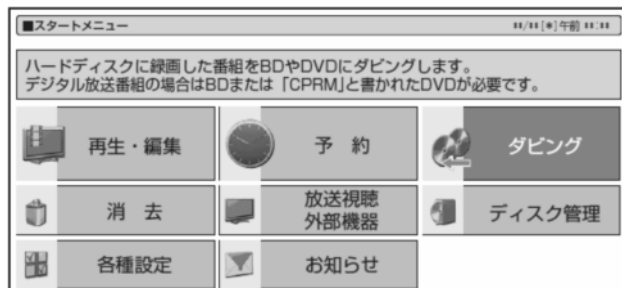 ■スタートメニュー
**/**[*]午前 **:**
ハードディスクに録画した番組をBDやDVDにダビングします。
デジタル放送番組の場合はBDまたは「CPRM」と書かれたDVDが必要です。
再生・編集
予 約
ダビング
消 去
放送視聴
外部機器
ディスク管理
各種設定
お知らせ